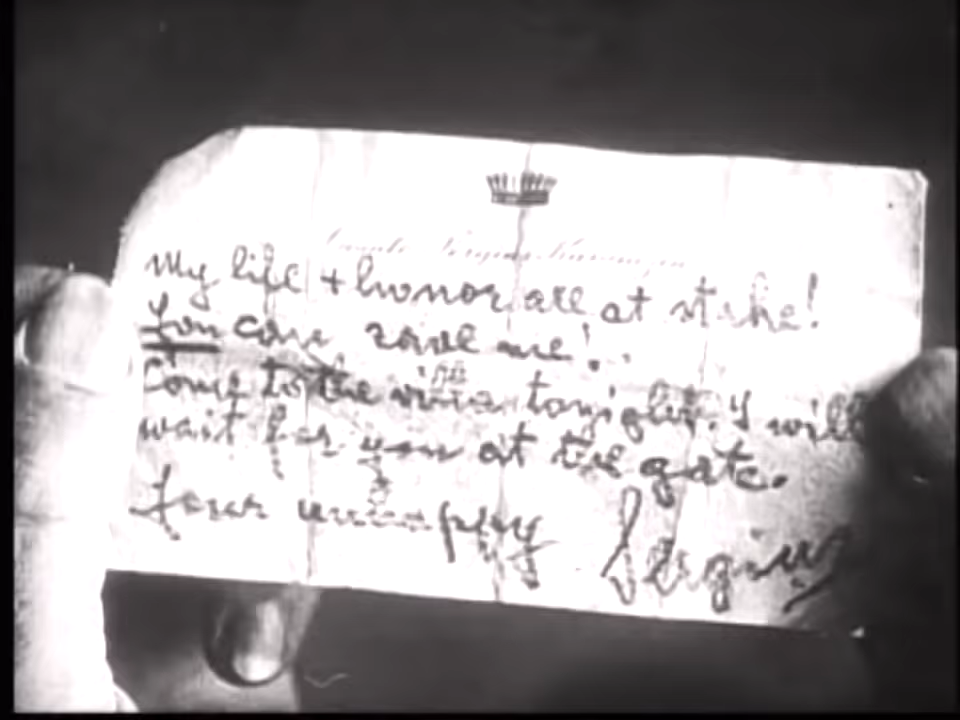 My life + honor all at stake!
You can save me!..
Come to the villa tonight. I will
wait for you at the gate.
Your unhappy Sergius